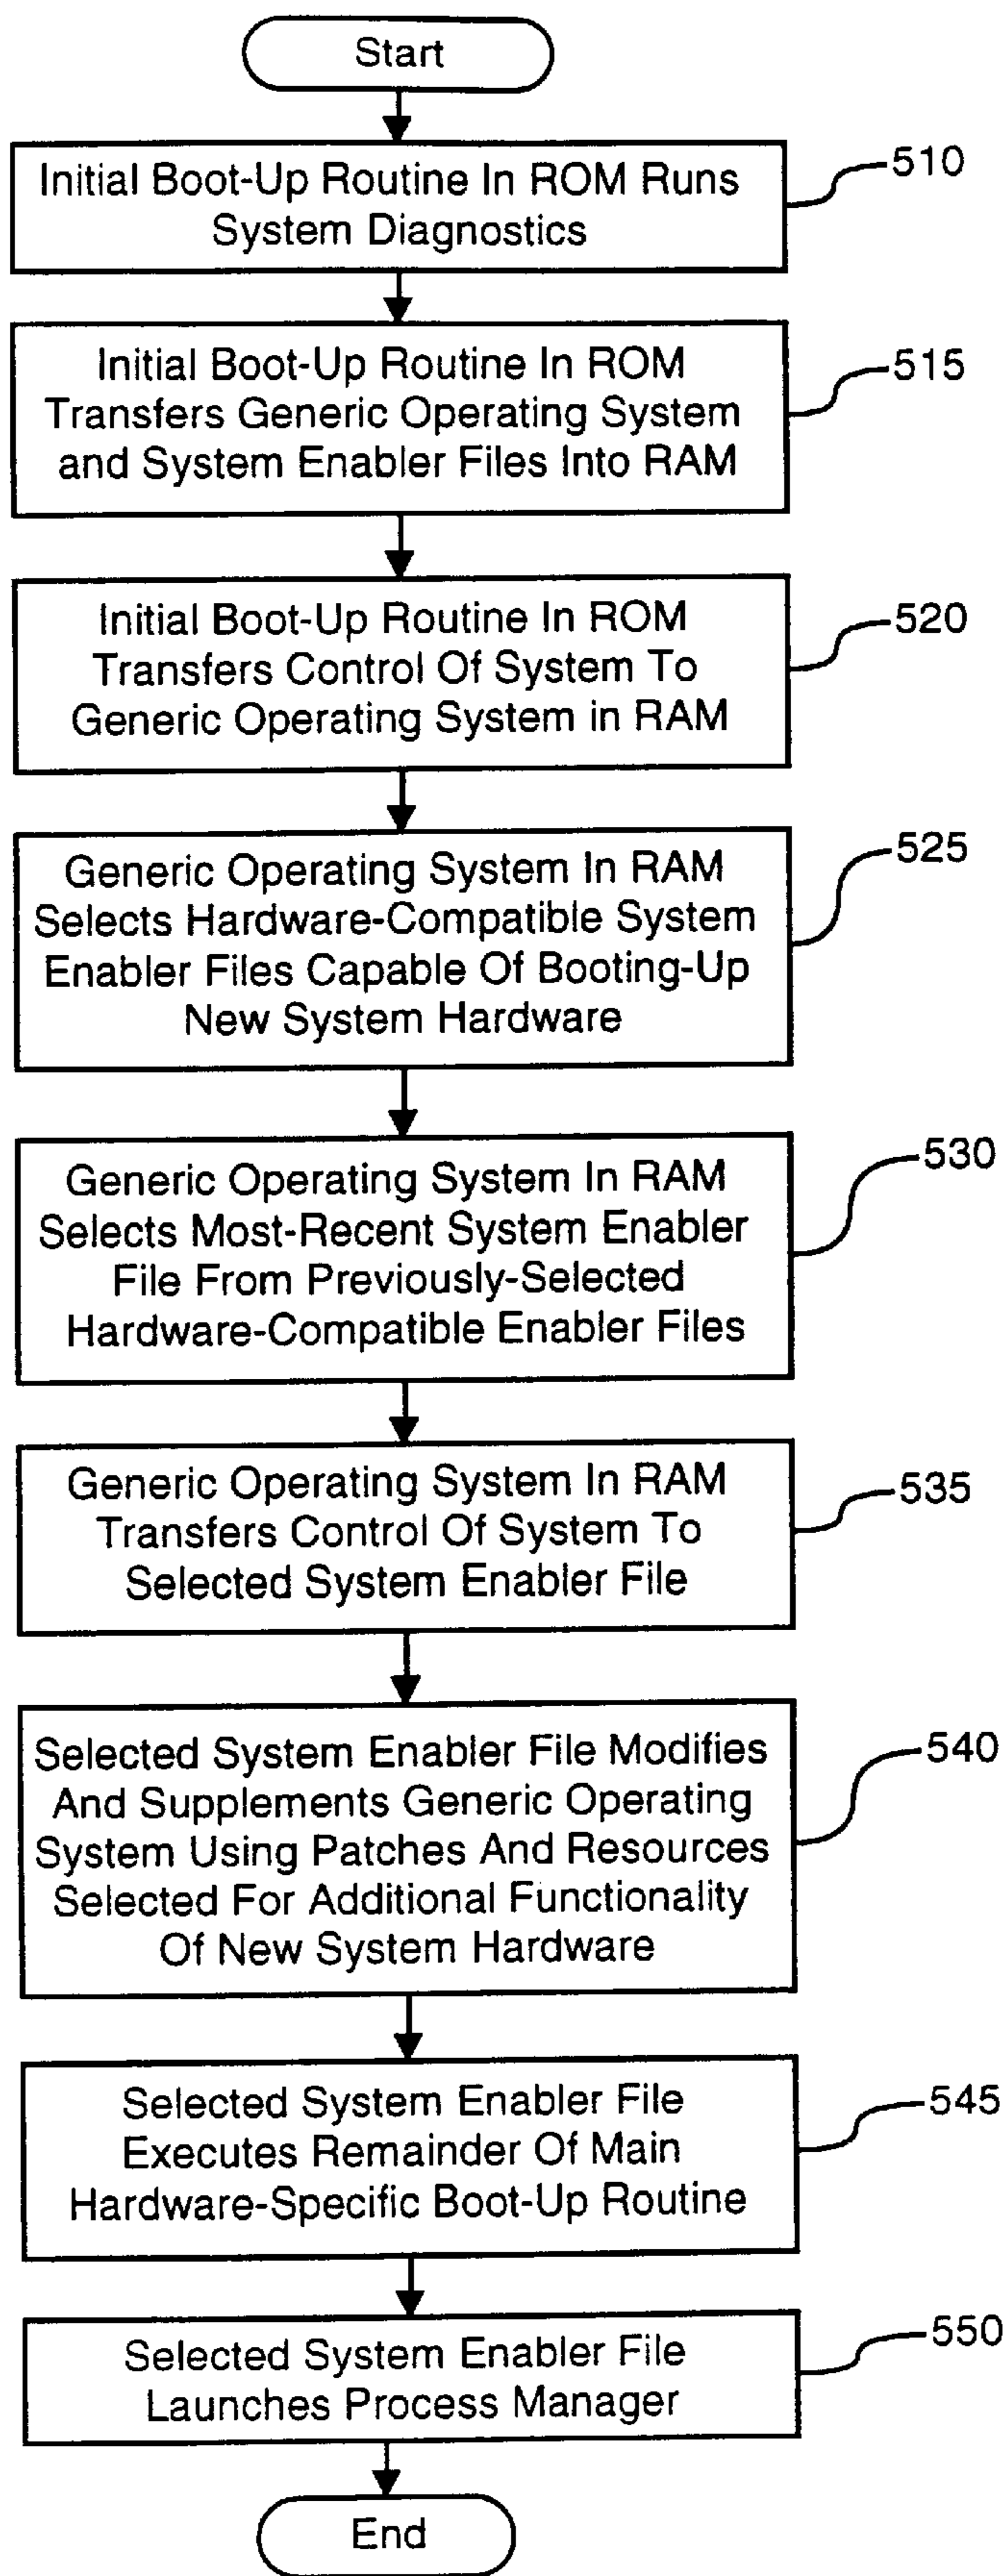 Start
Initial Boot-Up Routine In ROM Runs
System Diagnostics
510
Initial Boot-Up Routine In ROM
Transfers Generic Operating System
and System Enabler Files Into RAM
515
Initial Boot-Up Routine In ROM
Transfers Control Of System To
Generic Operating System in RAM
520
Generic Operating System In RAM
Selects Hardware-Compatible System
Enabler Files Capable Of Booting-Up
New System Hardware
525
Generic Operating System In RAM
Selects Most-Recent System Enabler
File From Previously-Selected
Hardware-Compatible Enabler Files
530
Generic Operating System In RAM
Transfers Control Of System To
Selected System Enabler File
535
Selected System Enabler File Modifies
And Supplements Generic Operating
System Using Patches And Resources
Selected For Additional Functionality
Of New System Hardware
540
Selected System Enabler File
Executes Remainder Of Main
Hardware-Specific Boot-Up Routine
545
Selected System Enabler File
Launches Process Manager
550
End